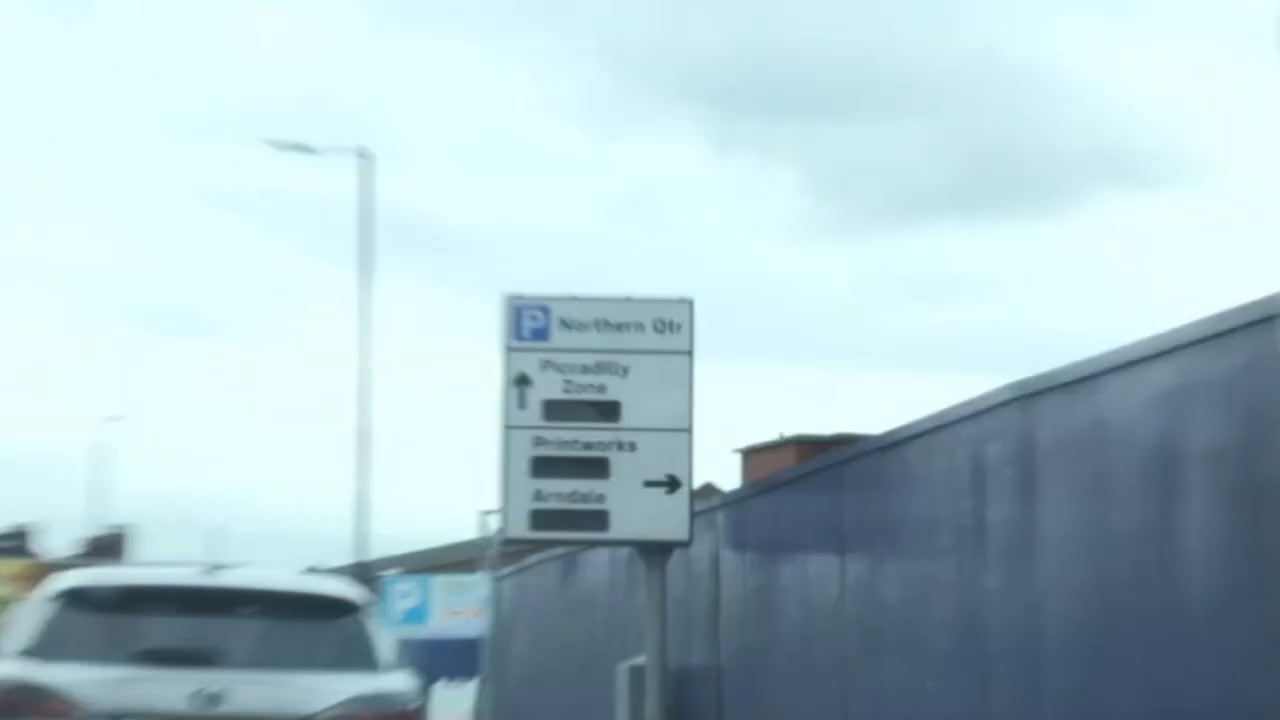 P Northern Qtr
Piccadilly
Zone
Printworks
Arndale
P